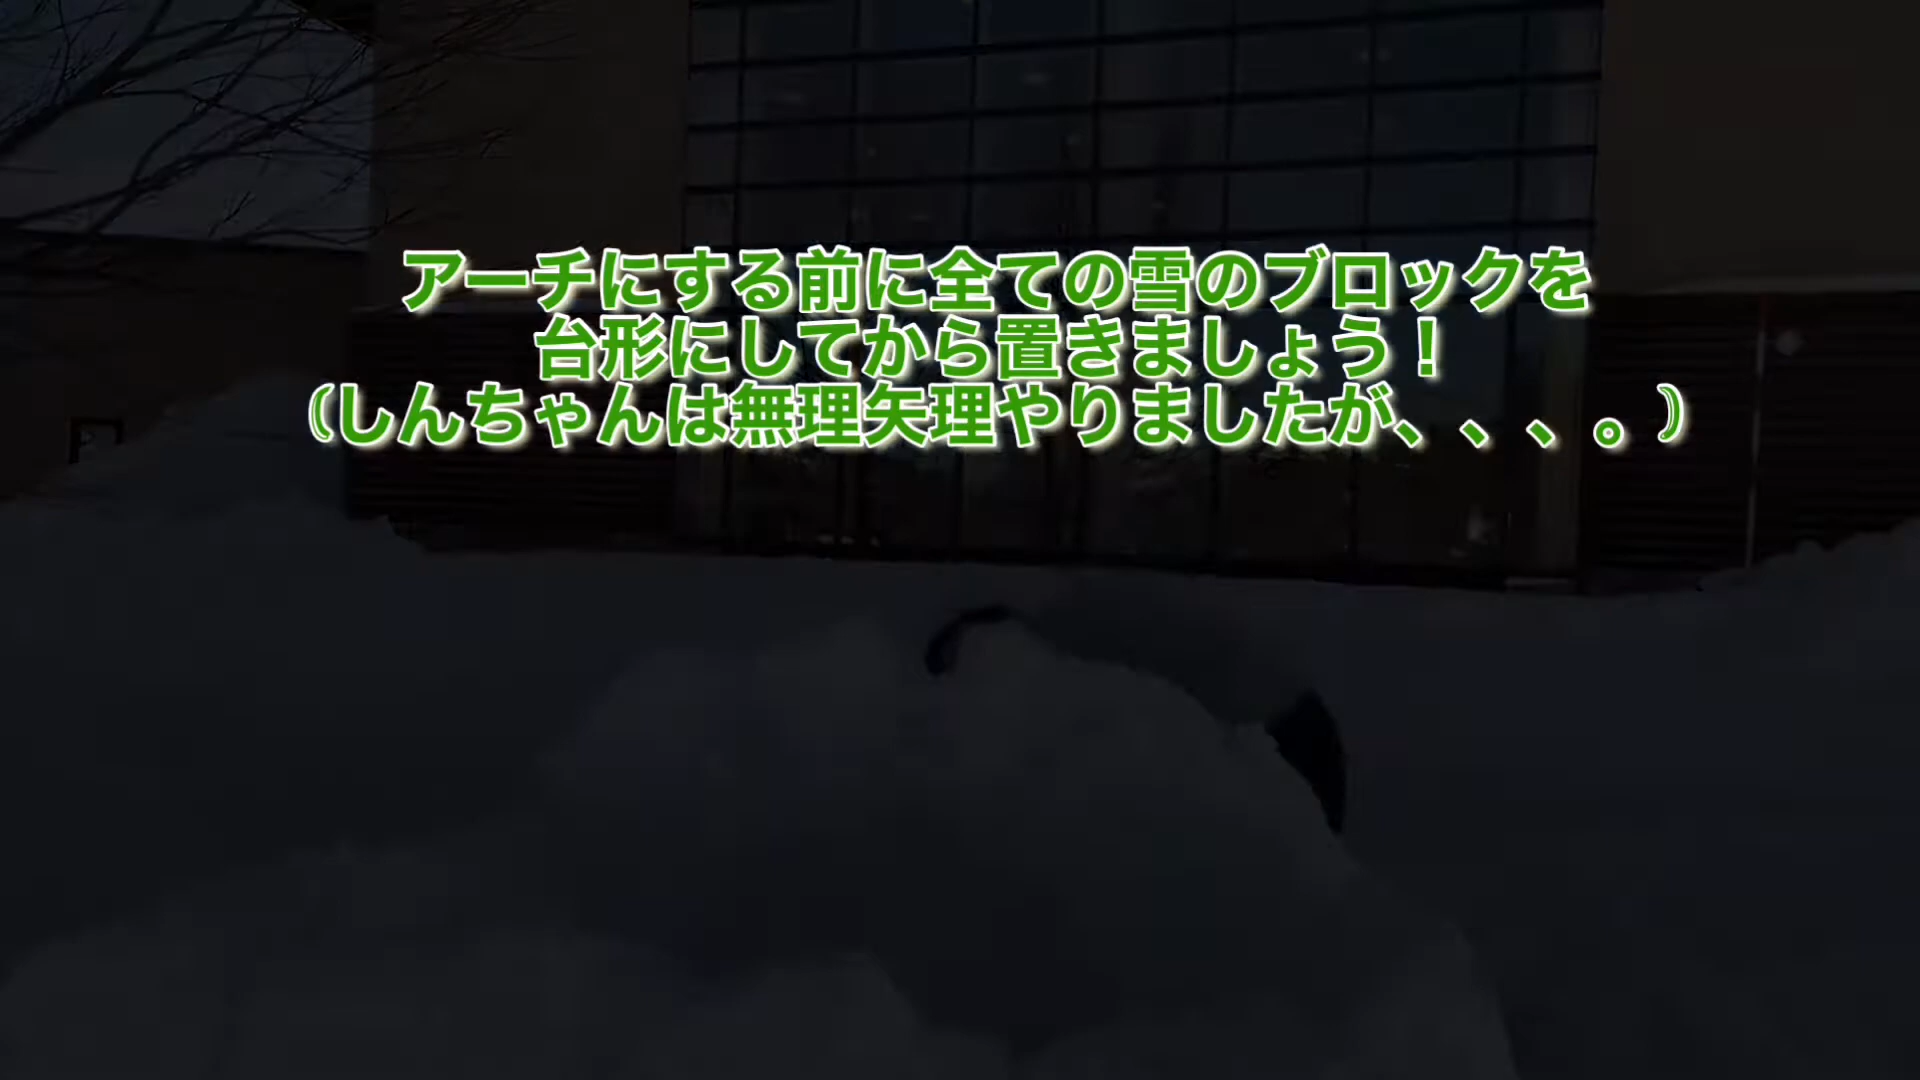 アーチにする前に全ての雪のブロックを
台形にしてから置きましょう！
（しんちゃんは無理矢理やりましたが、、、。）